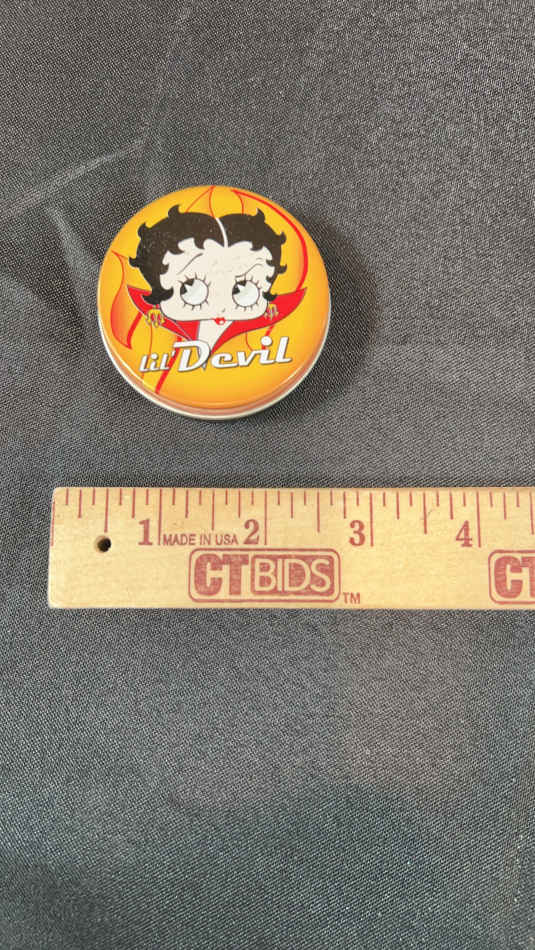 Lil' Devil
1 MADE IN USA 2 3 4
CTBIDS TM CT